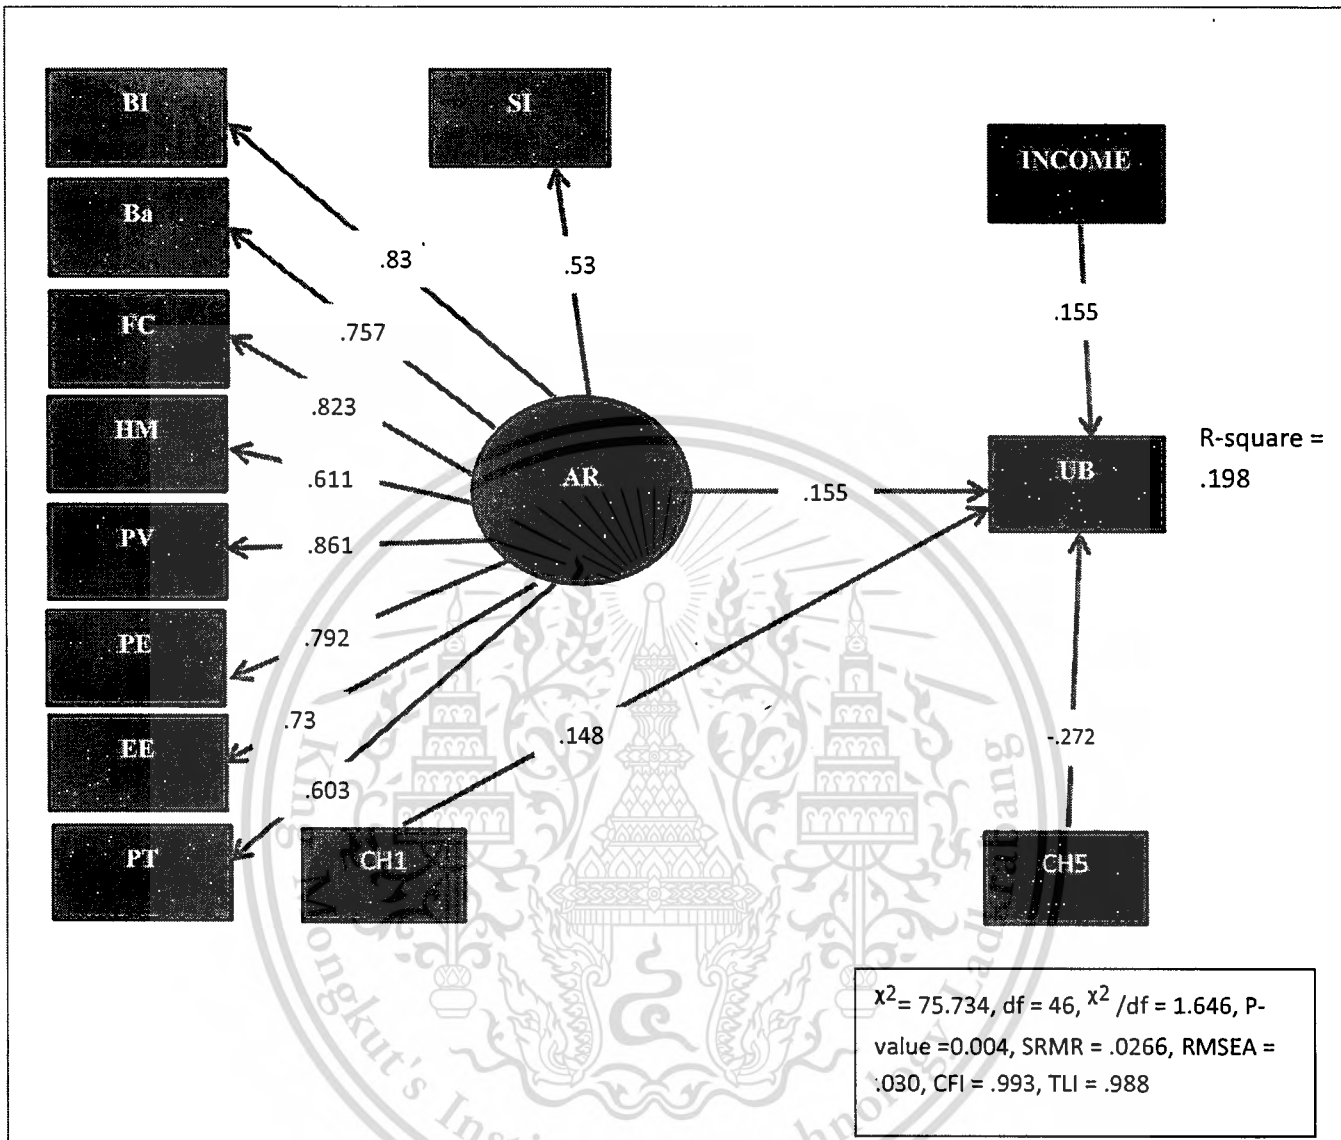 BI
SI
INCOME
Ba
.83
.53
.155
FC
.757
.823
HM
R-square =
.198
AR
UB
.611
.155
PV
.861
PE
.792
EE
.73
.148
-.272
.603
PT
CH1
CH5
χ2 = 75.734, df = 46, χ2 /df = 1.646, P-
value =0.004, SRMR = .0266, RMSEA =
.030, CFI = .993, TLI = .988